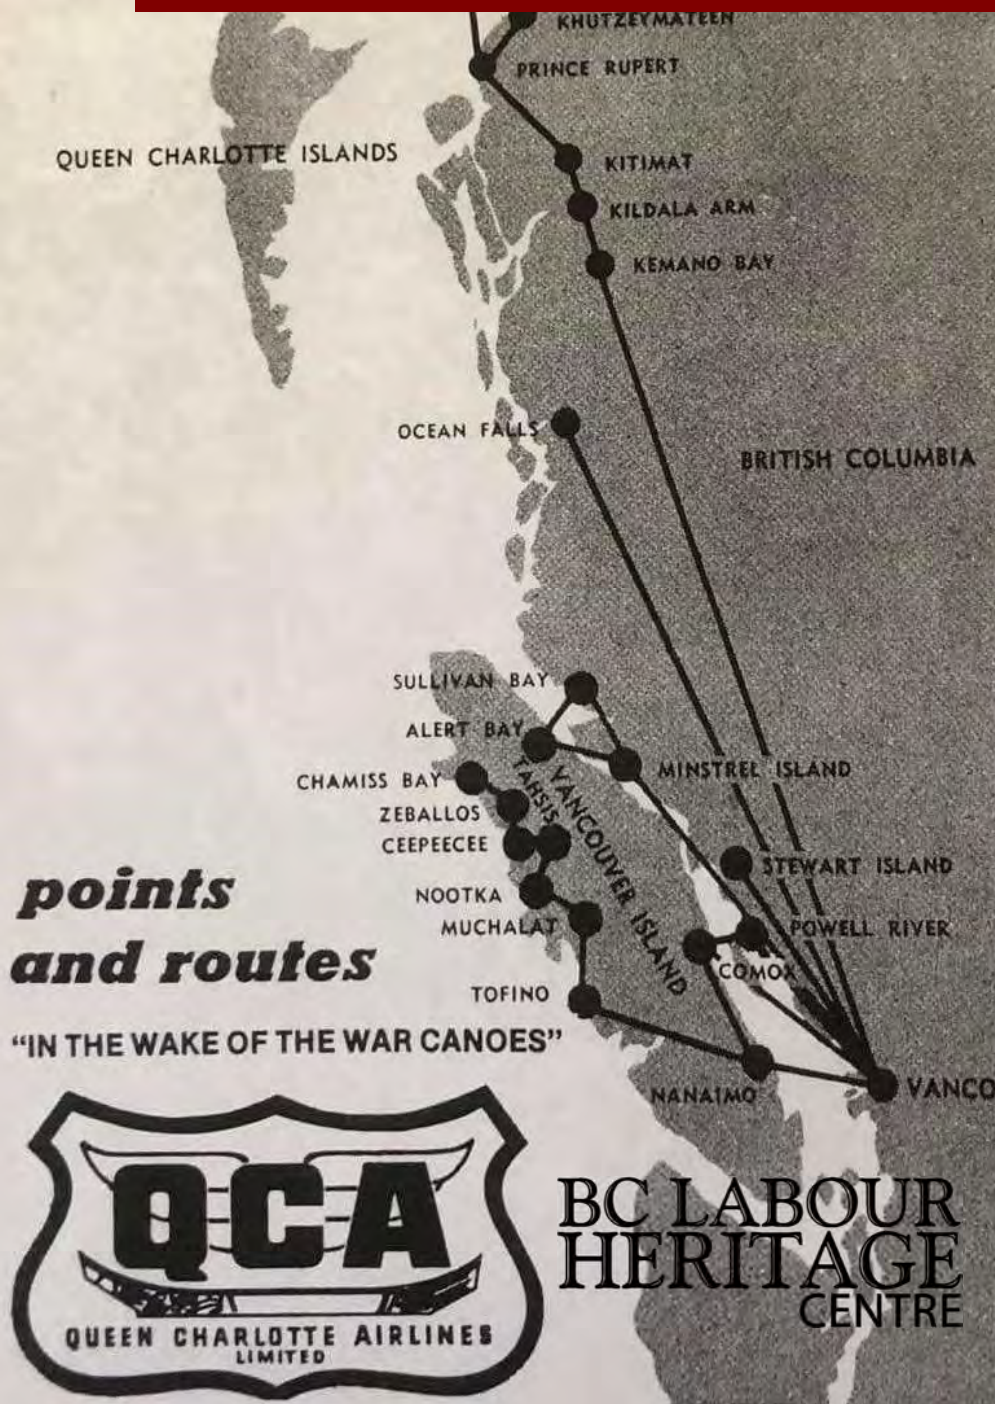 KHUTZEYMATEEN
PRINCE RUPERT
QUEEN CHARLOTTE ISLANDS
KITIMAT
KILDALA ARM
KEMANO BAY
OCEAN FALLS
BRITISH COLUMBIA
SULLIVAN BAY
ALERT BAY
MINSTREL ISLAND
CHAMISS BAY
TAHSIS
VANCOUVER ISLAND
ZEBALLOS
CEEPEECEE
STEWART ISLAND
NOOTKA
MUCHALAT
POWELL RIVER
COMOX
TOFINO
points
and routes
"IN THE WAKE OF THE WAR CANOES"
NANAIMO
VANCO
QCA
QUEEN CHARLOTTE AIRLINES
LIMITED
BC LABOUR
HERITAGE
CENTRE